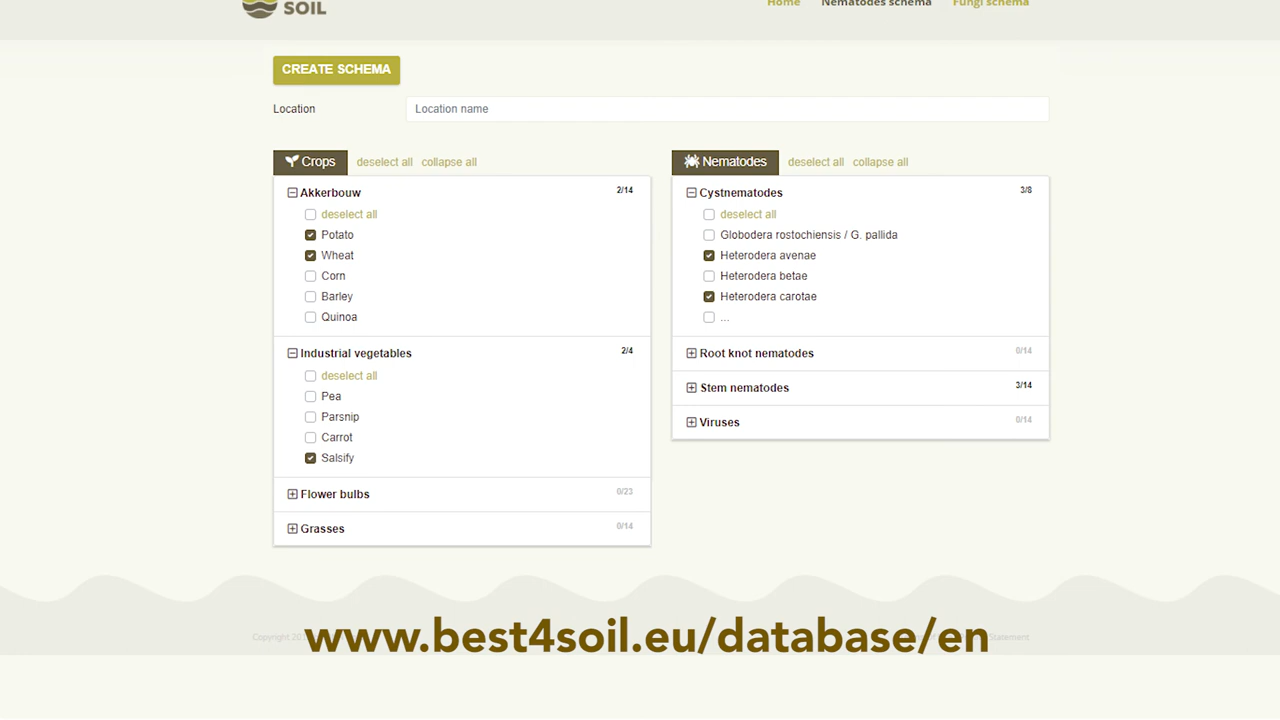 SOIL
Home Nematodes schema Fungi schema
CREATE SCHEMA
Location Location name
Crops deselect all collapse all
Akkerbouw 2/14
deselect all
Potato
Wheat
Corn
Barley
Quinoa
Industrial vegetables 2/4
deselect all
Pea
Parsnip
Carrot
Salsify
Flower bulbs 0/23
Grasses 0/14
Nematodes deselect all collapse all
Cystnematodes 3/8
deselect all
Globodera rostochiensis / G. pallida
Heterodera avenae
Heterodera betae
Heterodera carotae
...
Root knot nematodes 0/14
Stem nematodes 3/14
Viruses 0/14
Copyright Statement
www.best4soil.eu/database/en